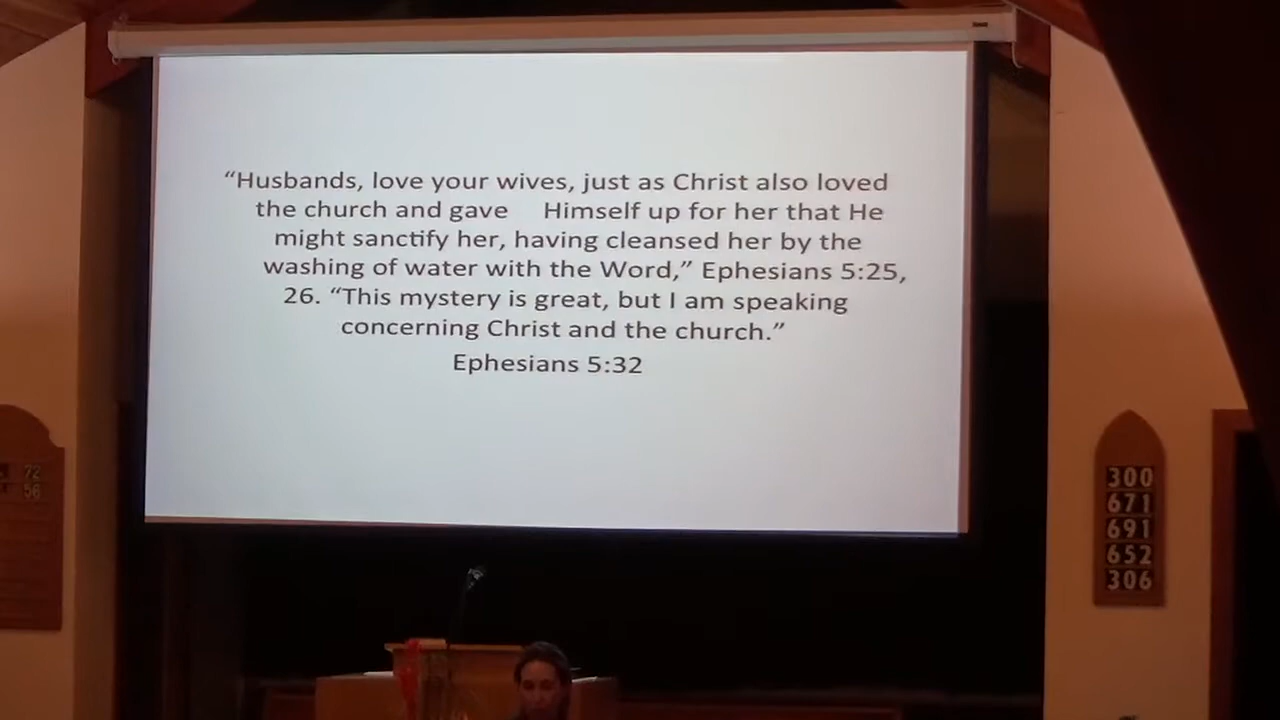 “Husbands, love your wives, just as Christ also loved
the church and gave Himself up for her that He
might sanctify her, having cleansed her by the
washing of water with the Word,” Ephesians 5:25,
26. “This mystery is great, but I am speaking
concerning Christ and the church.”
Ephesians 5:32
72
56
300
671
691
652
306